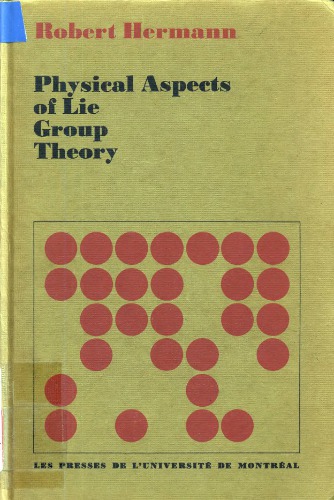 Robert Hermann
Physical Aspects
of Lie
Group
Theory
LES PRESSES DE L'UNIVERSITÉ DE MONTRÉAL